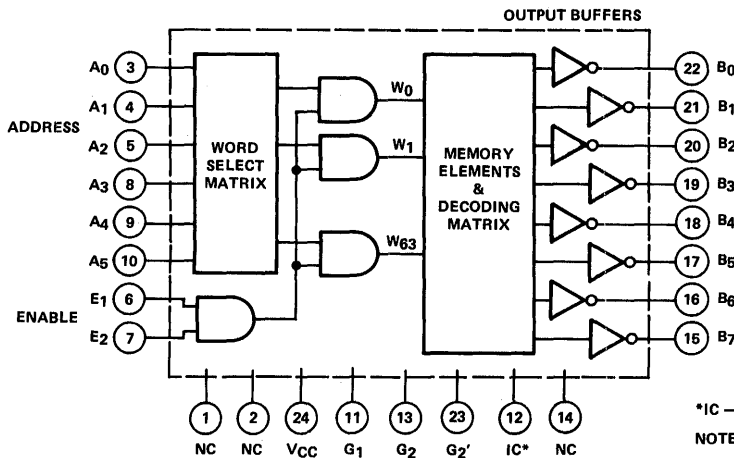 OUTPUT BUFFERS
A0 3
A1 4
A2 5
A3 8
A4 9
A5 10
ADDRESS
E1 6
E2 7
ENABLE
WORD
SELECT
MATRIX
W0
W1
W63
MEMORY
ELEMENTS
&
DECODING
MATRIX
22 B0
21 B1
20 B2
19 B3
18 B4
17 B5
16 B6
15 B7
1 2 24 11 13 23 12 14
NC NC VCC G1 G2 G2' IC* NC
*IC —
NOTE